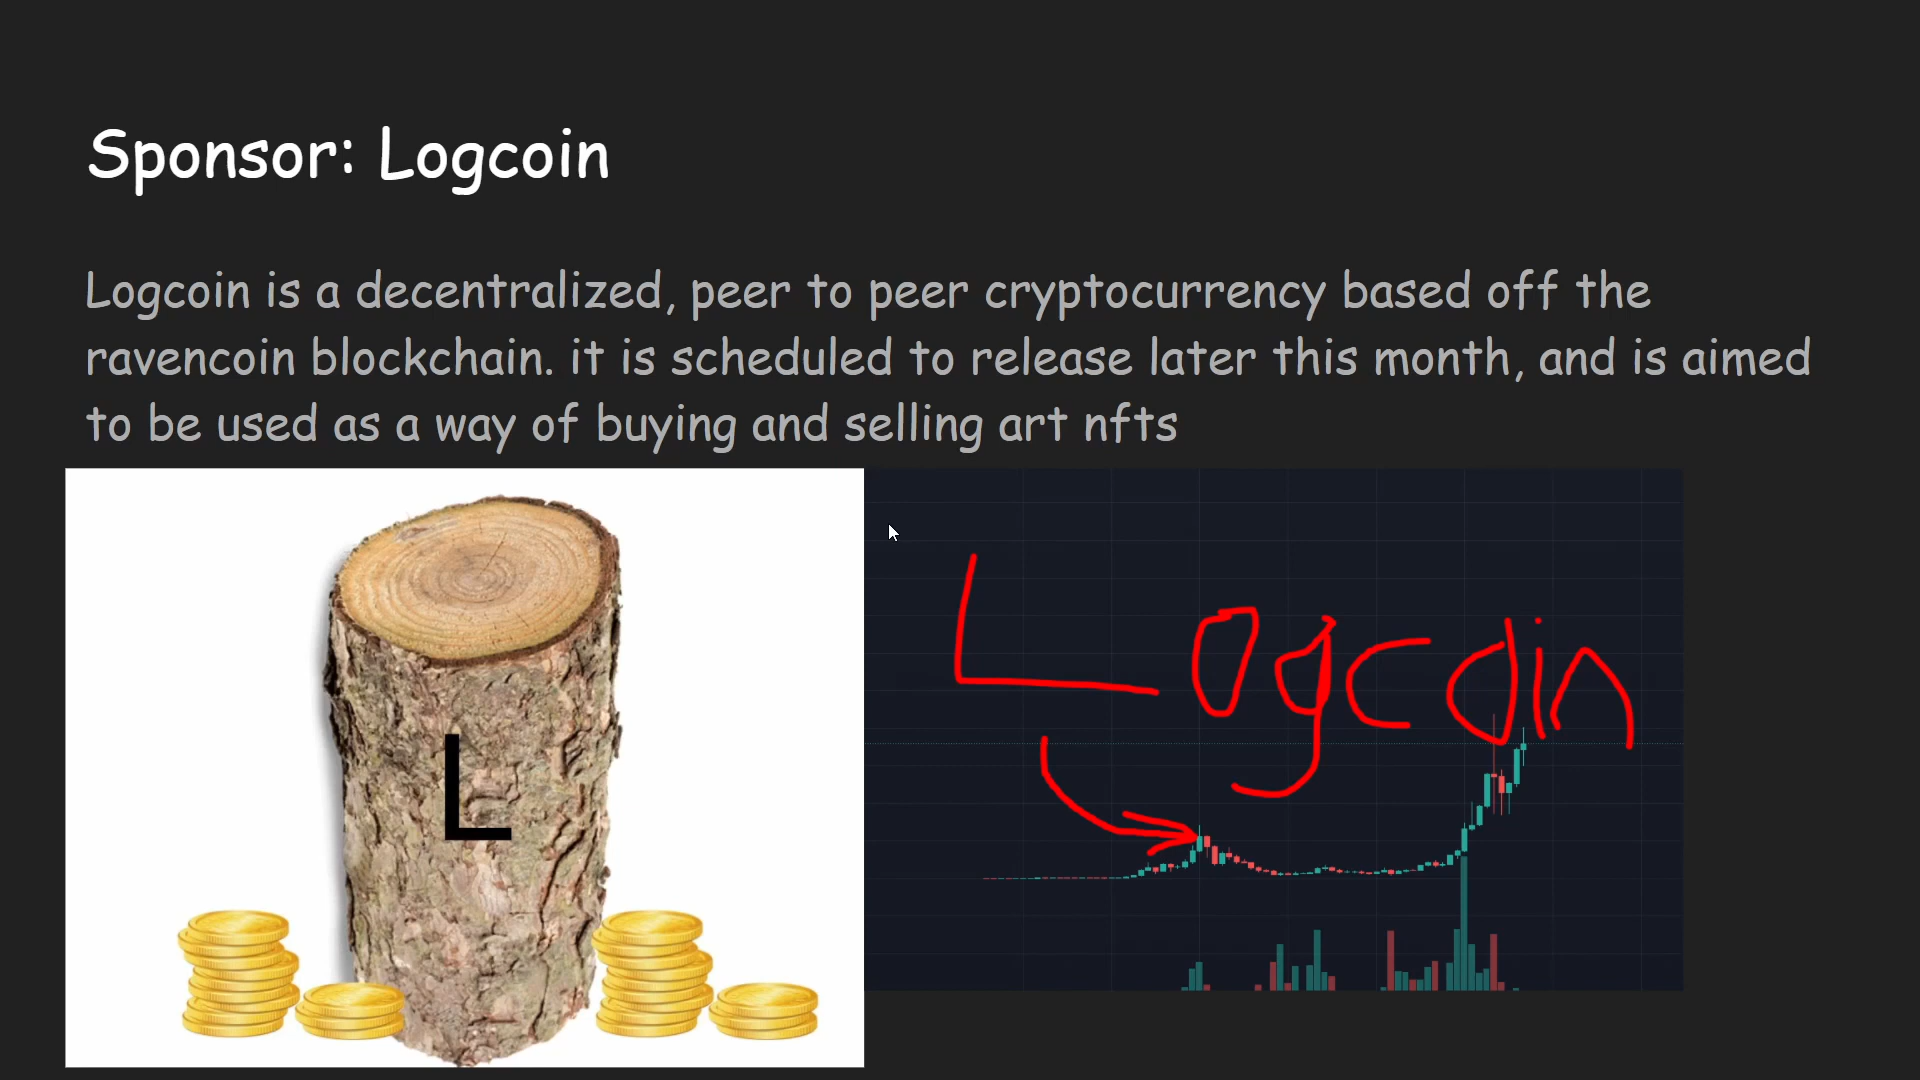 Sponsor: Logcoin
Logcoin is a decentralized, peer to peer cryptocurrency based off the
ravencoin blockchain. it is scheduled to release later this month, and is aimed
to be used as a way of buying and selling art nfts
L
Logcoin